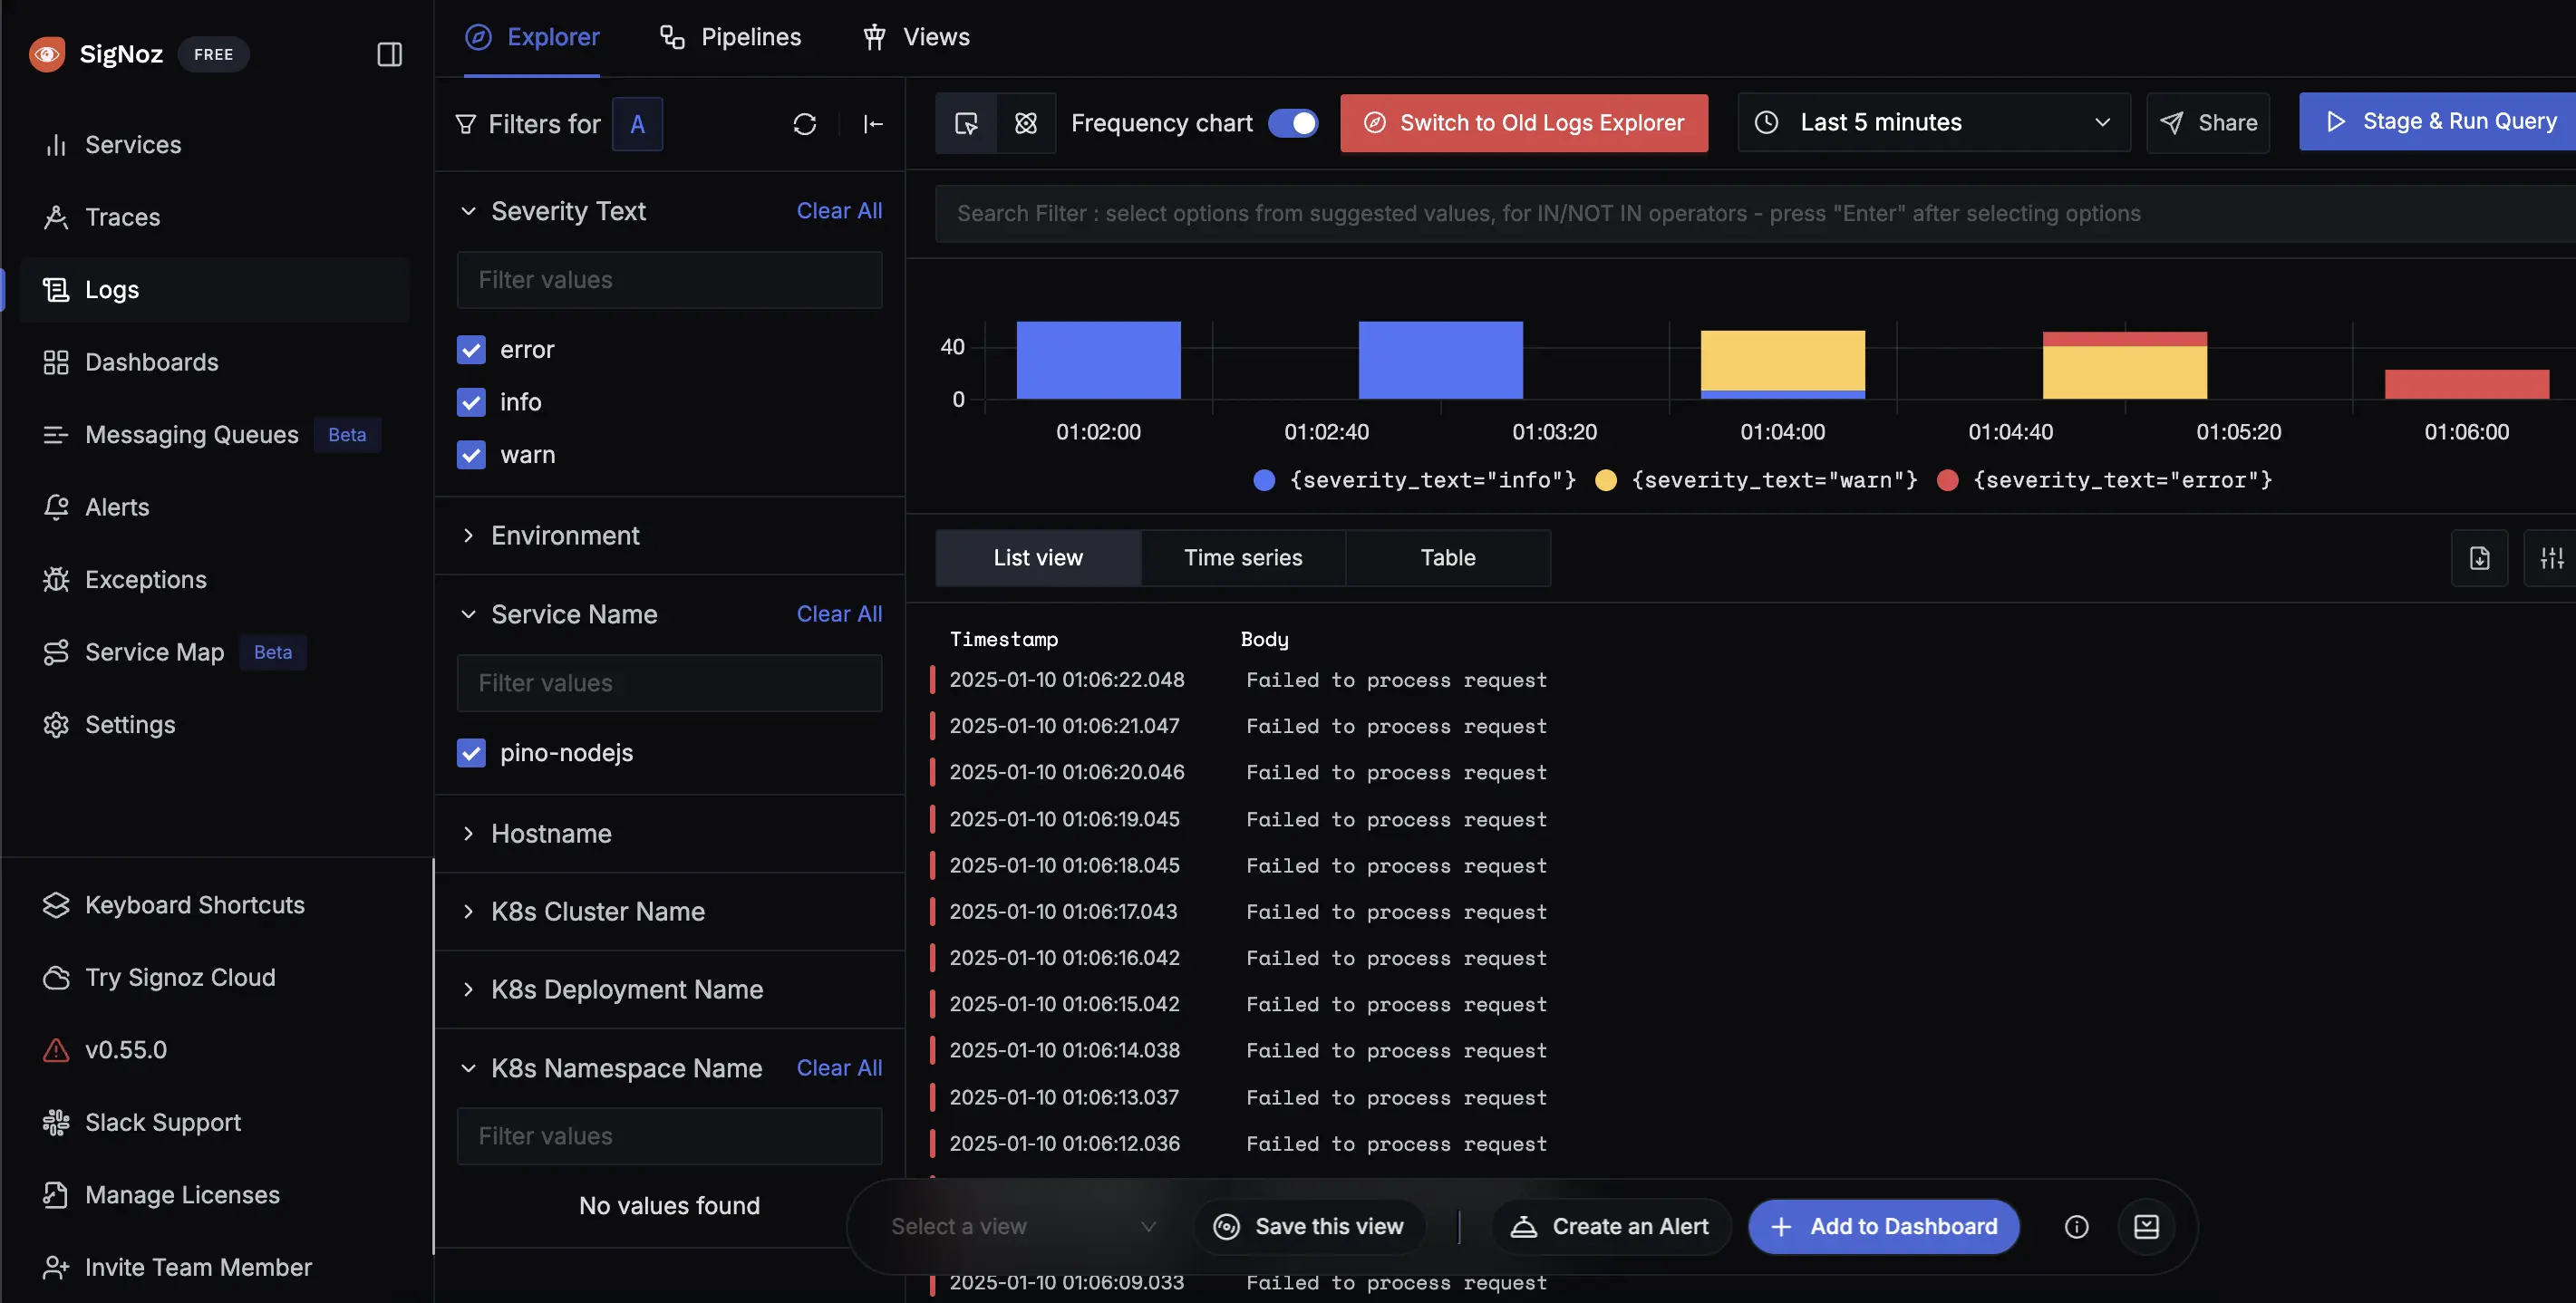 SigNoz FREE
Services
Traces
Logs
Dashboards
Messaging Queues Beta
Alerts
Exceptions
Service Map Beta
Settings
Keyboard Shortcuts
Try Signoz Cloud
v0.55.0
Slack Support
Manage Licenses
Invite Team Member
Explorer Pipelines Views
Filters for A
Severity Text Clear All
Filter values
error
info
warn
Environment
Service Name Clear All
Filter values
pino-nodejs
Hostname
K8s Cluster Name
K8s Deployment Name
K8s Namespace Name Clear All
Filter values
No values found
Frequency chart Switch to Old Logs Explorer Last 5 minutes Share Stage & Run Query
Search Filter : select options from suggested values, for IN/NOT IN operators - press "Enter" after selecting options
40
0
01:02:00 01:02:40 01:03:20 01:04:00 01:04:40 01:05:20 01:06:00
{severity_text="info"} {severity_text="warn"} {severity_text="error"}
List view Time series Table
Timestamp Body
2025-01-10 01:06:22.048 Failed to process request
2025-01-10 01:06:21.047 Failed to process request
2025-01-10 01:06:20.046 Failed to process request
2025-01-10 01:06:19.045 Failed to process request
2025-01-10 01:06:18.045 Failed to process request
2025-01-10 01:06:17.043 Failed to process request
2025-01-10 01:06:16.042 Failed to process request
2025-01-10 01:06:15.042 Failed to process request
2025-01-10 01:06:14.038 Failed to process request
2025-01-10 01:06:13.037 Failed to process request
2025-01-10 01:06:12.036 Failed to process request
Select a view Save this view Create an Alert Add to Dashboard
2025-01-10 01:06:09.033 Failed to process request